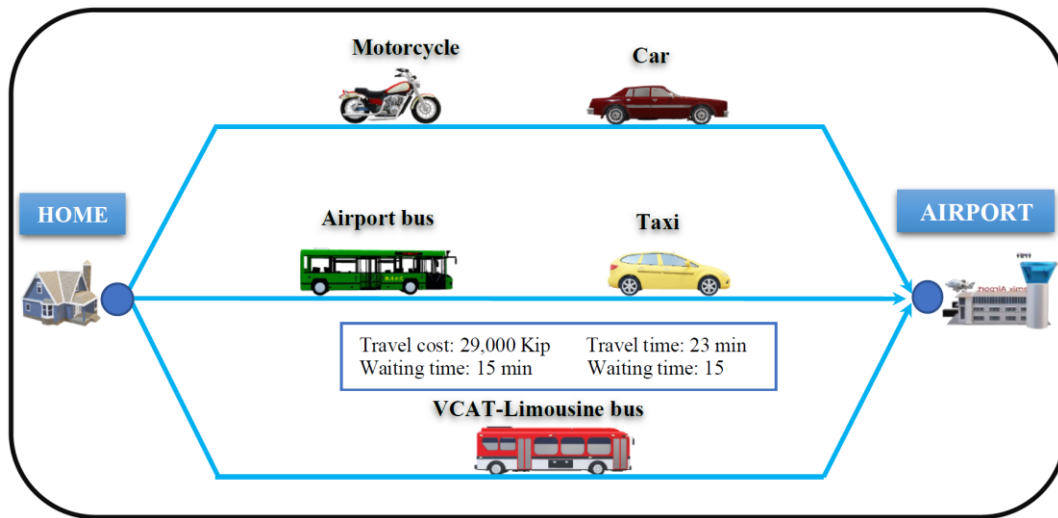 Motorcycle
Car
HOME
AIRPORT
Airport bus
Taxi
Travel cost: 29,000 Kip Travel time: 23 min
Waiting time: 15 min Waiting time: 15
VCAT-Limousine bus